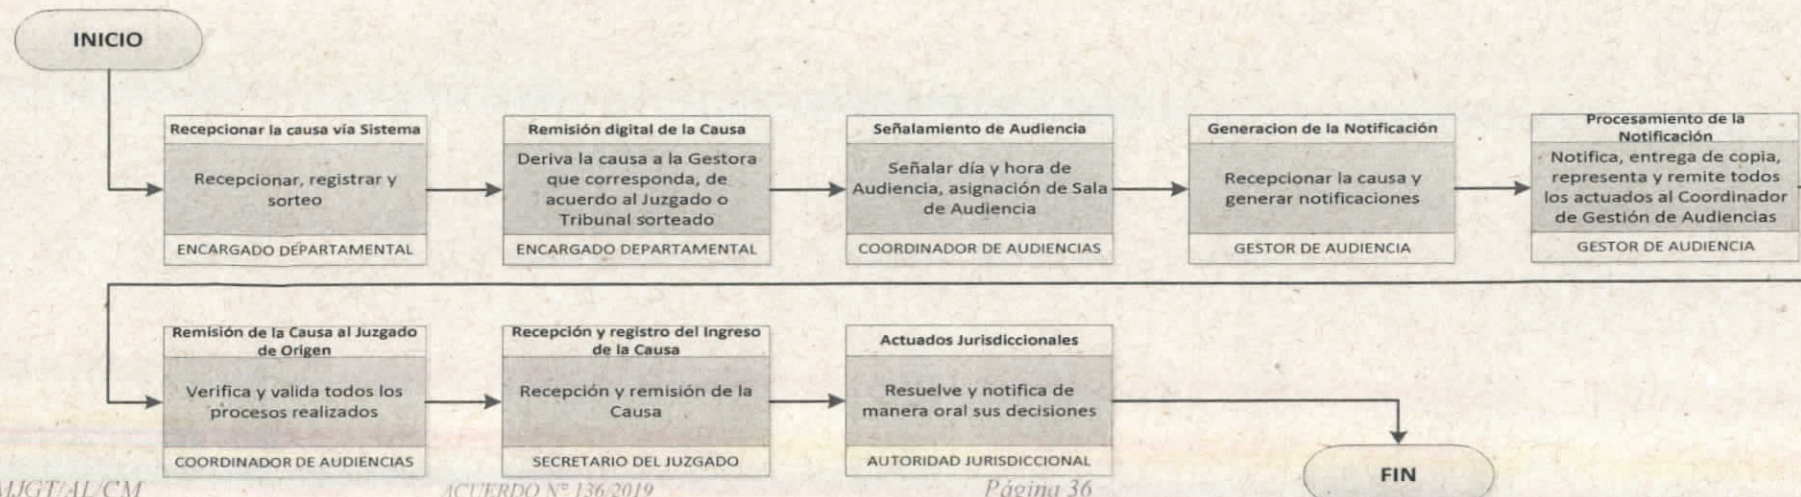 INICIO
Recepcionar la causa vía Sistema
Recepcionar, registrar y
sorteo
ENCARGADO DEPARTAMENTAL
Remisión digital de la Causa
Deriva la causa a la Gestora
que corresponda, de
acuerdo al Juzgado o
Tribunal sorteado
ENCARGADO DEPARTAMENTAL
Señalamiento de Audiencia
Señalar día y hora de
Audiencia, asignación de Sala
de Audiencia
COORDINADOR DE AUDIENCIAS
Generacion de la Notificación
Recepcionar la causa y
generar notificaciones
GESTOR DE AUDIENCIA
Procesamiento de la
Notificación
Notifica, entrega de copia,
representa y remite todos
los actuados al Coordinador
de Gestión de Audiencias
GESTOR DE AUDIENCIA
Remisión de la Causa al Juzgado
de Origen
Verifica y valida todos los
procesos realizados
COORDINADOR DE AUDIENCIAS
Recepción y registro del Ingreso
de la Causa
Recepción y remisión de la
Causa
SECRETARIO DEL JUZGADO
Actuados Jurisdiccionales
Resuelve y notifica de
manera oral sus decisiones
AUTORIDAD JURISDICCIONAL
FIN
MJGT/AL/CM
ACUERDO Nº 136/2019
Página 36